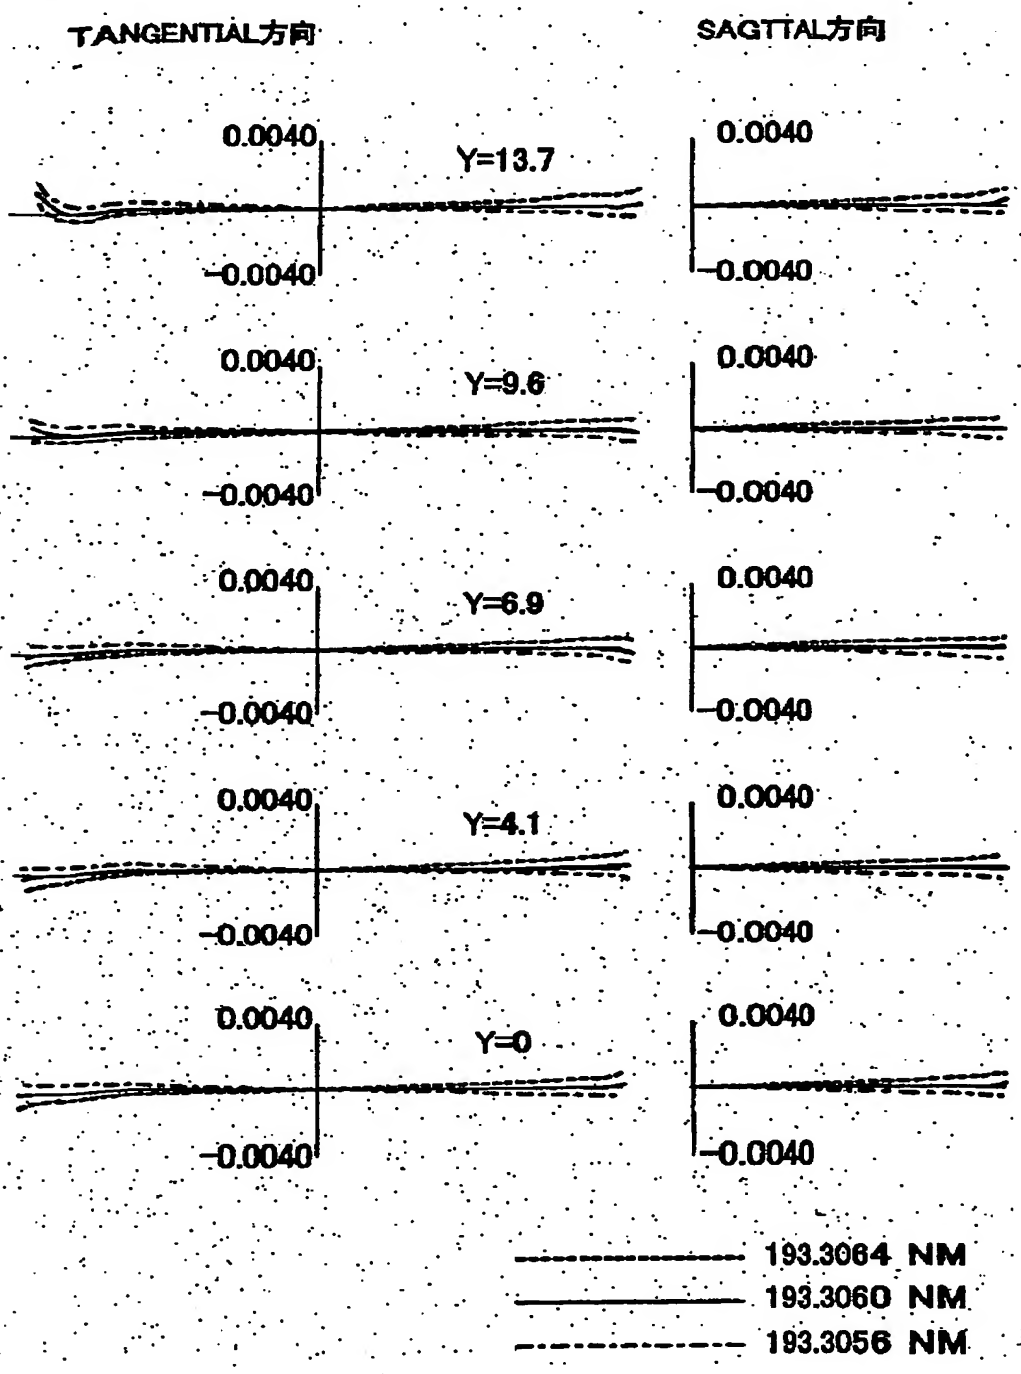 TANGENTIAL方向 SAGTTAL方向
0.0040 Y=13.7 0.0040
-0.0040 -0.0040
0.0040 Y=9.6 0.0040
-0.0040 -0.0040
0.0040 Y=6.9 0.0040
-0.0040 -0.0040
0.0040 Y=4.1 0.0040
-0.0040 -0.0040
0.0040 Y=0 0.0040
-0.0040 -0.0040
193.3064 NM
193.3060 NM
193.3056 NM